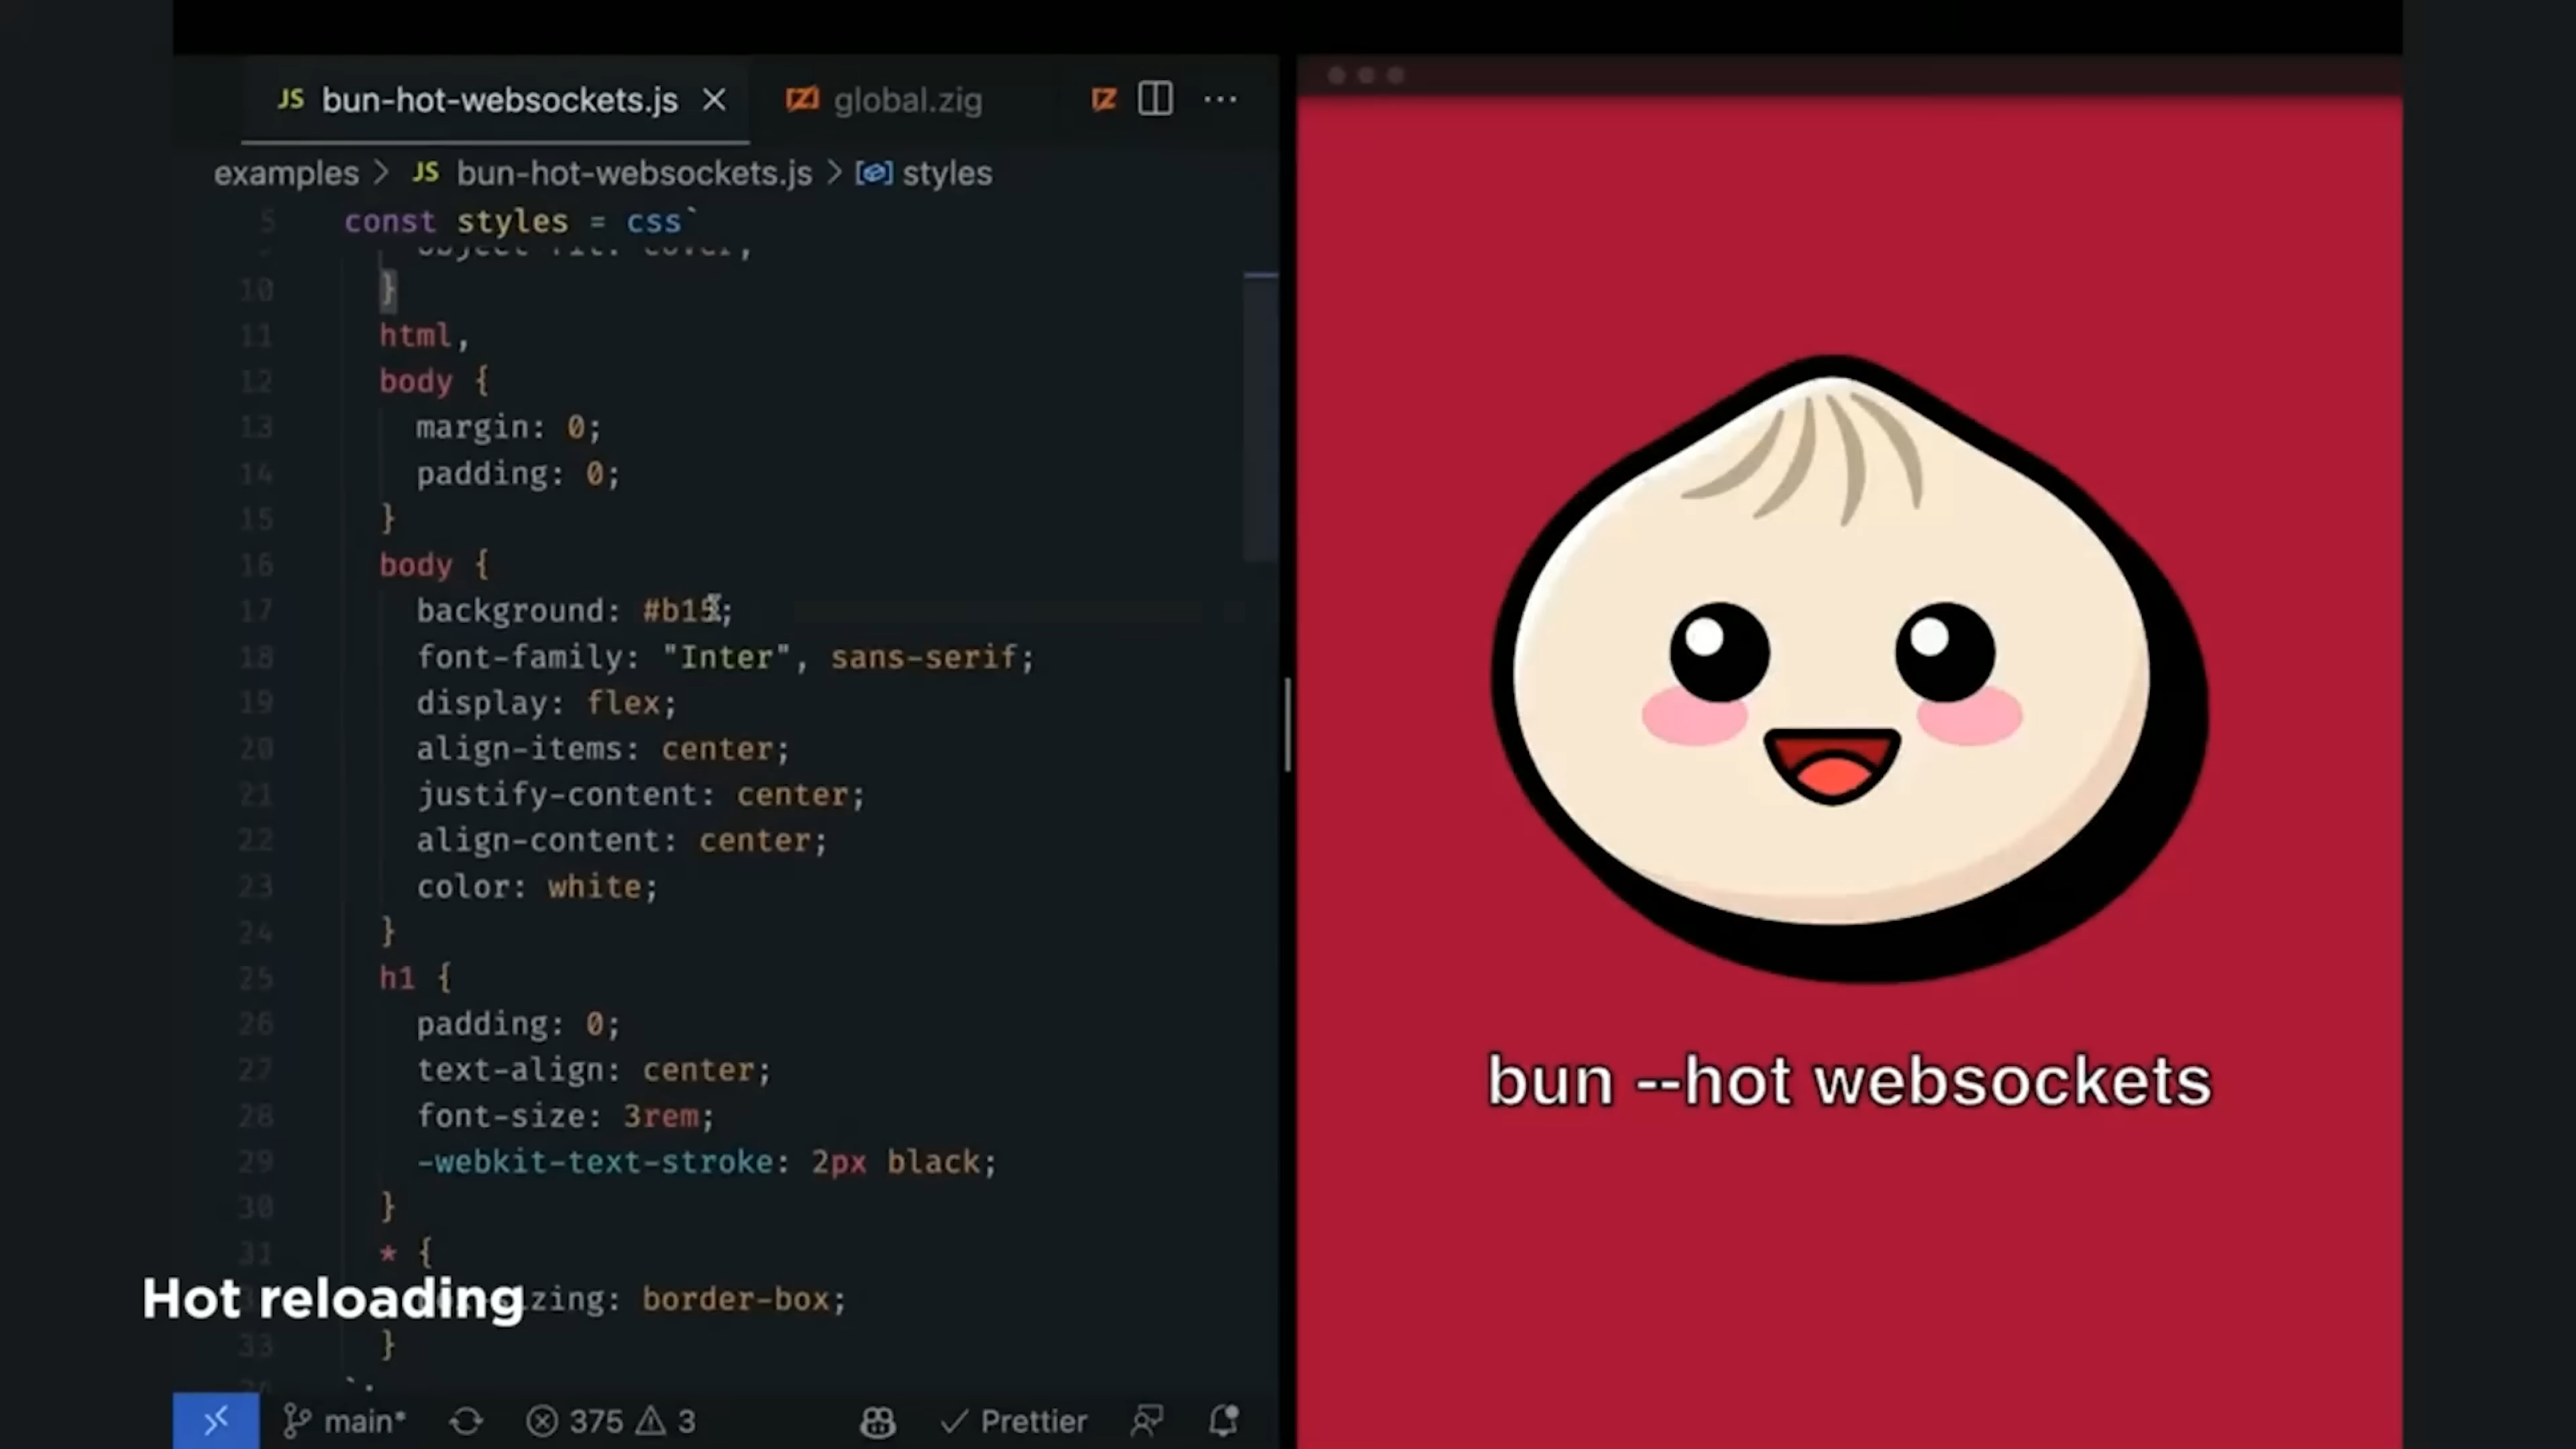 JS bun-hot-websockets.js × global.zig ···
examples > JS bun-hot-websockets.js > styles
5 const styles = css`
10 }
11 html,
12 body {
13 margin: 0;
14 padding: 0;
15 }
16 body {
17 background: #b13;
18 font-family: "Inter", sans-serif;
19 display: flex;
20 align-items: center;
21 justify-content: center;
22 align-content: center;
23 color: white;
24 }
25 h1 {
26 padding: 0;
27 text-align: center;
28 font-size: 3rem;
29 -webkit-text-stroke: 2px black;
30 }
31 * {
izing: border-box;
33 }
`;
Hot reloading
main* 375 3 Prettier
bun --hot websockets